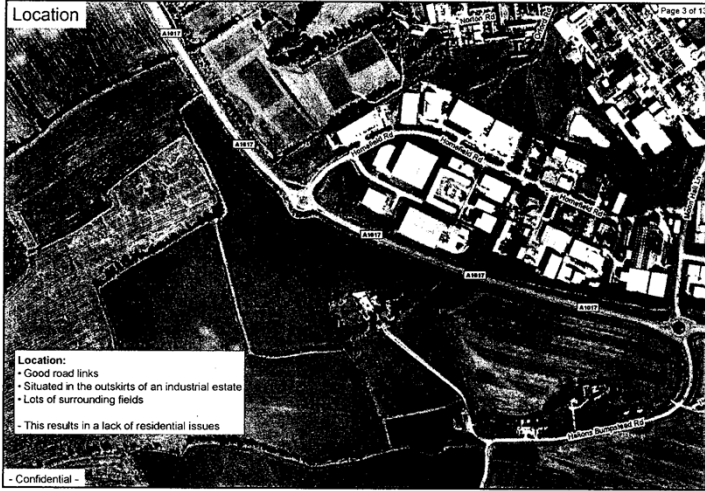 Location
Page 3 of 13
A1017
Norton Rd
A1017
Homefield Rd
Homefield Rd
Homefield Rd
A1017
A1017
A1017
Location:
• Good road links
• Situated in the outskirts of an industrial estate
• Lots of surrounding fields
- This results in a lack of residential issues
Helions Bumpstead Rd
- Confidential -